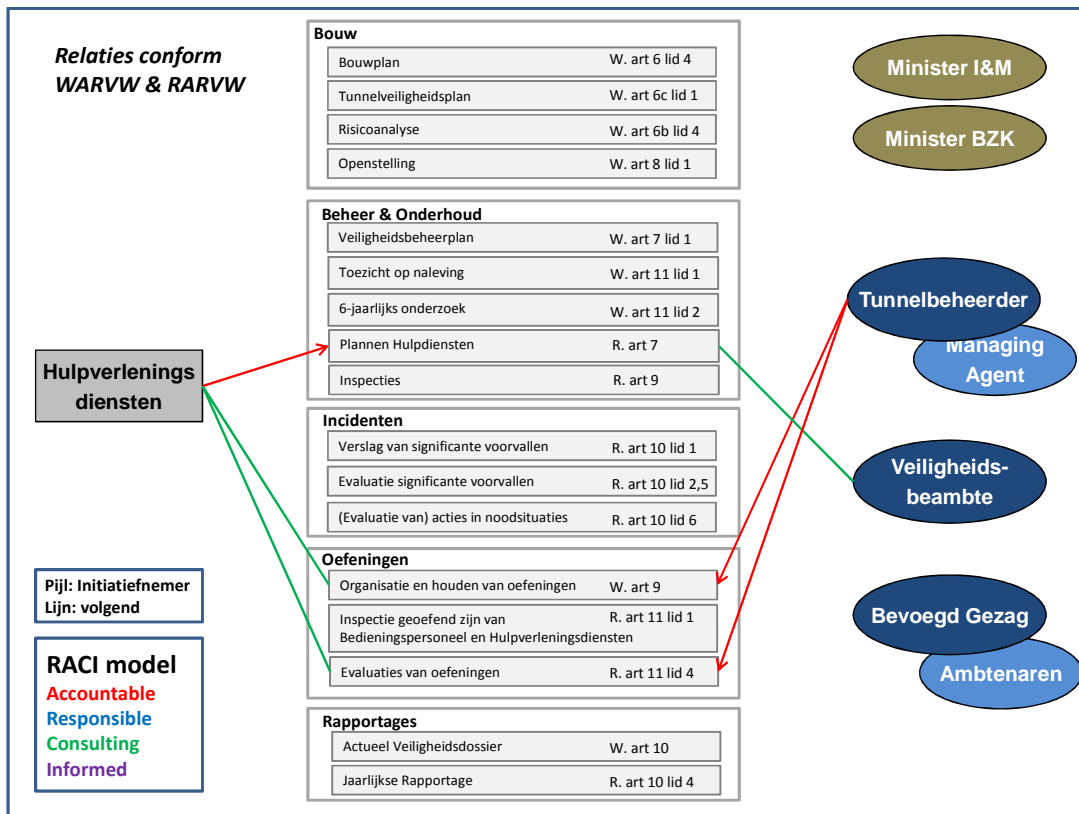 Relaties conform
WARVW & RARVW
Bouw
Bouwplan W. art 6 lid 4
Tunnelveiligheidsplan W. art 6c lid 1
Risicoanalyse W. art 6b lid 4
Openstelling W. art 8 lid 1
Beheer & Onderhoud
Veiligheidsbeheerplan W. art 7 lid 1
Toezicht op naleving W. art 11 lid 1
6-jaarlijks onderzoek W. art 11 lid 2
Plannen Hulpdiensten R. art 7
Inspecties R. art 9
Incidenten
Verslag van significante voorvallen R. art 10 lid 1
Evaluatie significante voorvallen R. art 10 lid 2,5
(Evaluatie van) acties in noodsituaties R. art 10 lid 6
Oefeningen
Organisatie en houden van oefeningen W. art 9
Inspectie geoefend zijn van R. art 11 lid 1
Bedieningspersoneel en Hulpverleningsdiensten
Evaluaties van oefeningen R. art 11 lid 4
Rapportages
Actueel Veiligheidsdossier W. art 10
Jaarlijkse Rapportage R. art 10 lid 4
Hulpverlenings
diensten
Pijl: Initiatiefnemer
Lijn: volgend
RACI model
Accountable
Responsible
Consulting
Informed
Minister I&M
Minister BZK
Tunnelbeheerder
Managing
Agent
Veiligheids-
beambte
Bevoegd Gezag
Ambtenaren